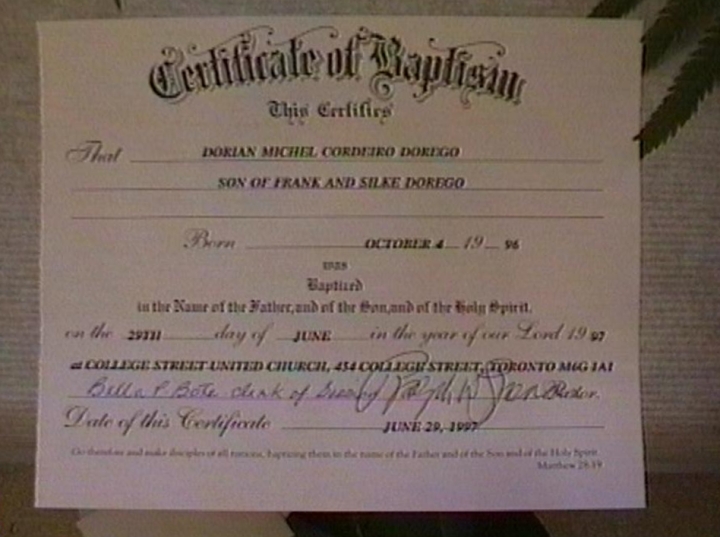 Certificate of Baptism
This Certifies
That DORIAN MICHEL CORDEIRO DOREGO
SON OF FRANK AND SILKE DOREGO
Born OCTOBER 4 19 96
was
Baptized
in the Name of the Father, and of the Son, and of the Holy Spirit.
on the 29TH day of JUNE in the year of our Lord 19 97
at COLLEGE STREET UNITED CHURCH, 454 COLLEGE STREET, TORONTO M6G 1A1
Bella P Bote clerk of Ralph W Pastor.
Date of this Certificate JUNE 29, 1997
Go therefore and make disciples of all nations, baptizing them in the name of the Father and of the Son and of the Holy Spirit.
Matthew 28:19